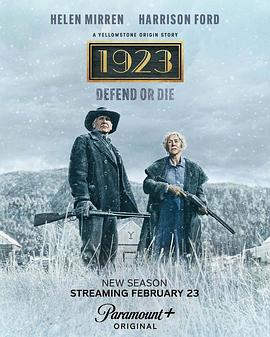 HELEN MIRREN HARRISON FORD
A YELLOWSTONE ORIGIN STORY
1923
DEFEND OR DIE
NEW SEASON
STREAMING FEBRUARY 23
Paramount+
ORIGINAL